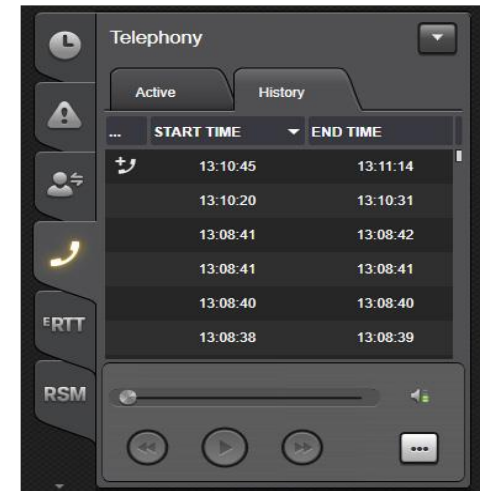 Telephony
Active History
... START TIME END TIME
13:10:45 13:11:14
13:10:20 13:10:31
13:08:41 13:08:42
13:08:41 13:08:41
13:08:40 13:08:40
ERTT
13:08:38 13:08:39
RSM